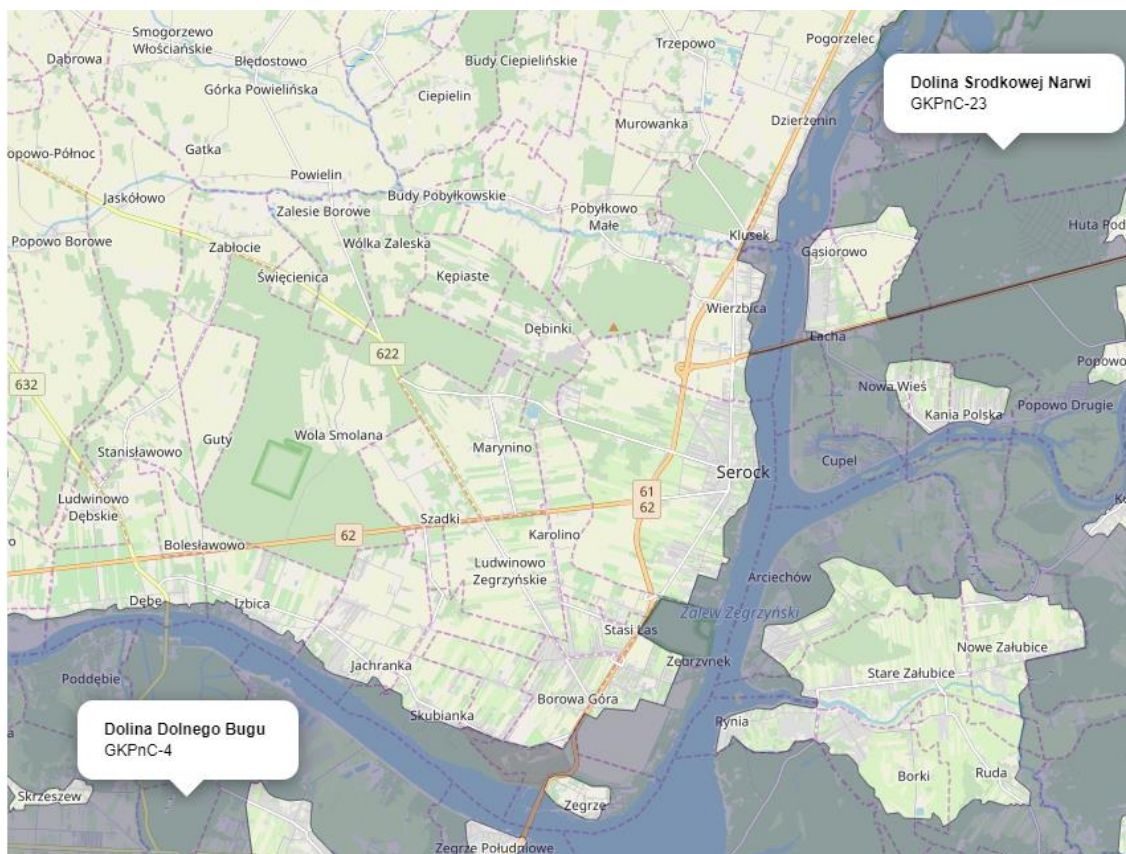 Smogorzewo
Włościańskie
Trzepowo
Pogorzelec
Dąbrowa
Błędostowo
Budy Ciepielińskie
Dolina Srodkowej Narwi
GKPnC-23
Górka Powielińska
Ciepielin
Murowanka
Dzierżenin
Gatka
opowo-Północ
Powielin
Jaskółowo
Budy Pobyłkowskie
Pobyłkowo
Małe
Zalesie Borowe
Huta Pod
Popowo Borowe
Zabłocie
Wólka Zaleska
Klusek
Gąsiorowo
Święcienica
Kępiaste
Wierzbica
Dębinki
Łacha
622
632
Popowo
Nowa Wieś
Kania Polska
Popowo Drugie
Guty
Wola Smolana
Marynino
Stanisławowo
Cupel
Serock
Ludwinowo
Dębskie
61
62
Szadki
62
Karolino
Bolesławowo
Ludwinowo
Zegrzyńskie
Arciechów
Dębe
Izbica
Zalew Zegrzyński
Stasi Las
Nowe Załubice
Zegrzynek
Jachranka
Stare Załubice
Poddębie
Borowa Góra
Skubianka
Rynia
Dolina Dolnego Bugu
GKPnC-4
Borki
Ruda
Skrzeszew
Zegrze
Zegrze Południowe